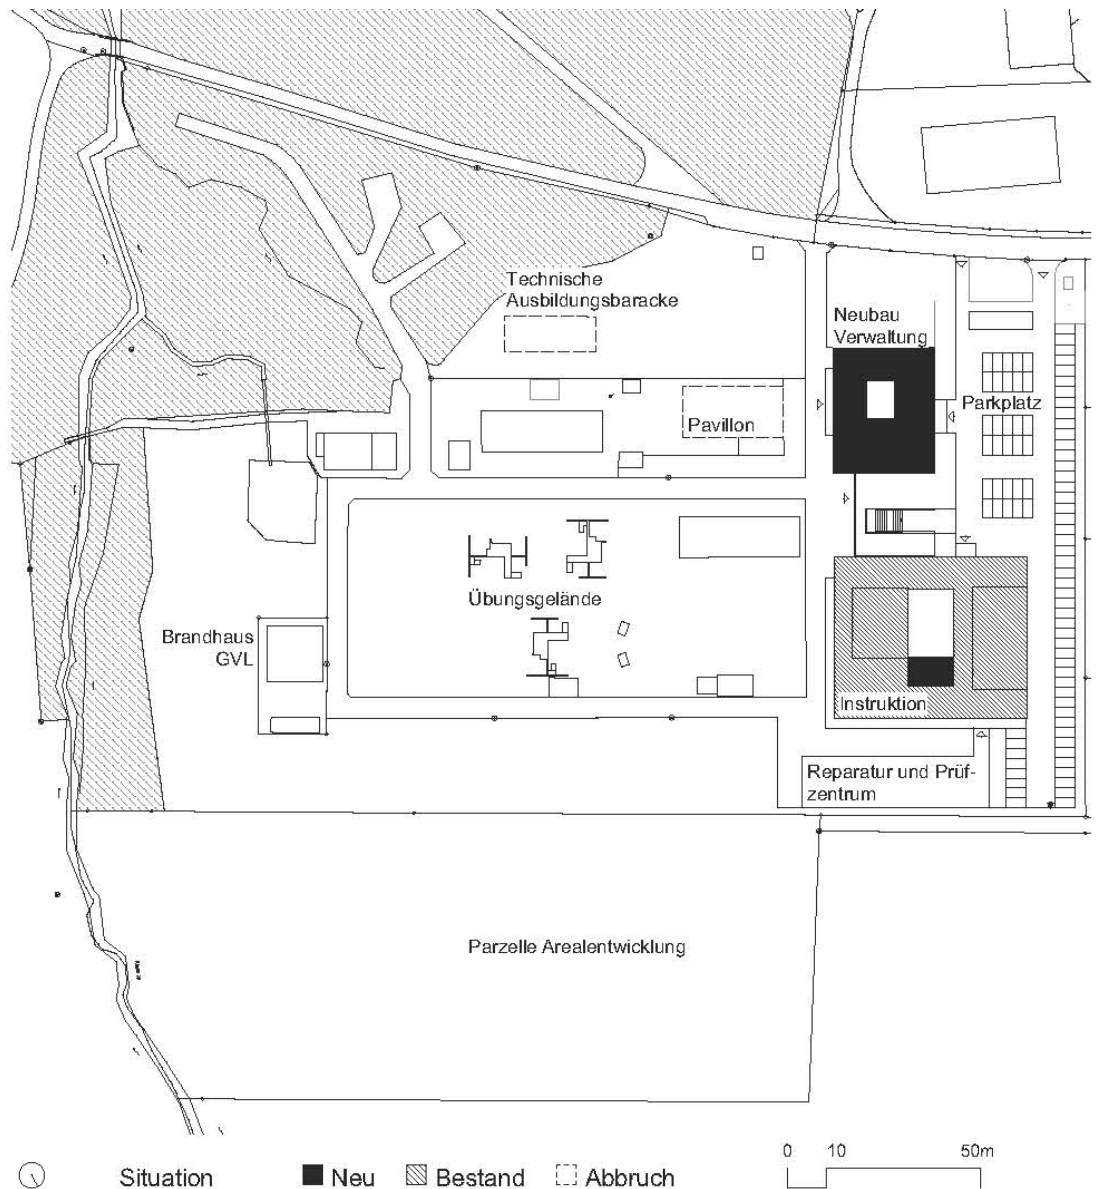 Technische
Ausbildungsbaracke
Neubau
Verwaltung
Parkplatz
Pavillon
Übungsgelände
Brandhaus
GVL
Instruktion
Reparatur und Prüf-
zentrum
Parzelle Arealentwicklung
Situation
Neu
Bestand
Abbruch
0 10 50m